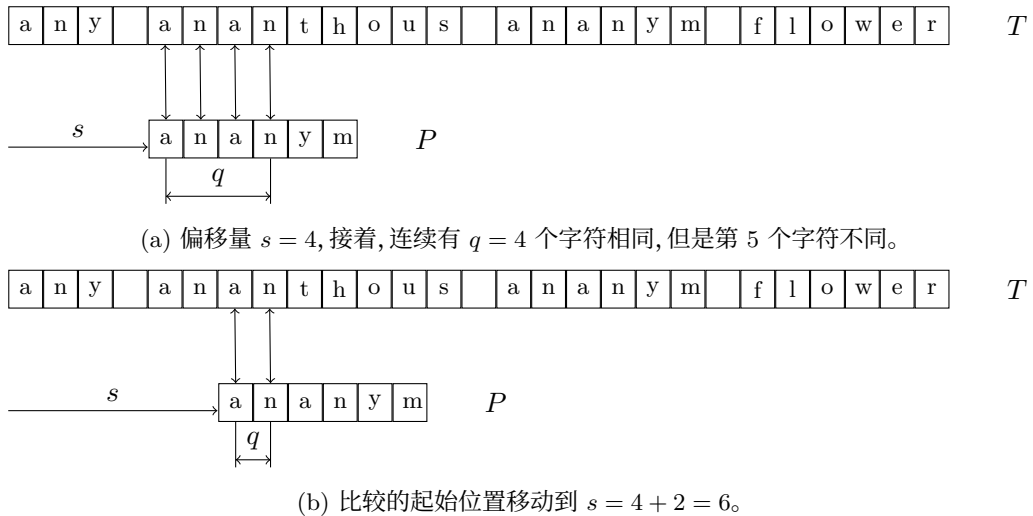 a n y a n a n t h o u s a n a n y m f l o w e r T
s a n a n y m P
q
(a) 偏移量 s = 4, 接着, 连续有 q = 4 个字符相同, 但是第 5 个字符不同。
a n y a n a n t h o u s a n a n y m f l o w e r T
s a n a n y m P
q
(b) 比较的起始位置移动到 s = 4 + 2 = 6。